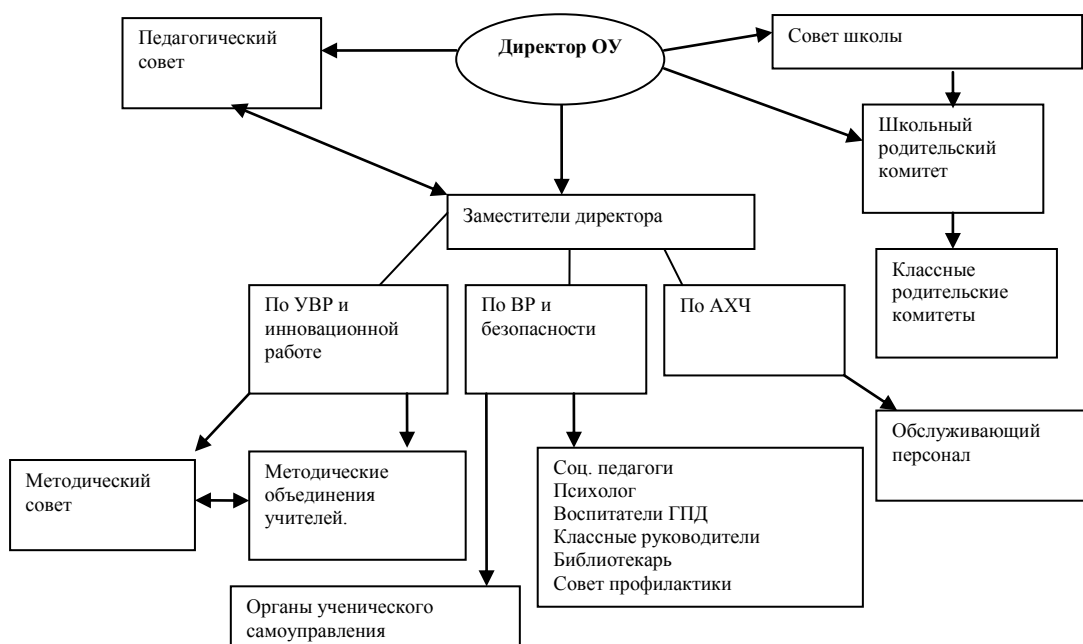 Педагогический
совет
Директор ОУ
Совет школы
Школьный
родительский
комитет
Заместители директора
Классные
родительские
комитеты
По УВР и
инновационной
работе
По ВР и
безопасности
По АХЧ
Обслуживающий
персонал
Методический
совет
Методические
объединения
учителей.
Соц. педагоги
Психолог
Воспитатели ГПД
Классные руководители
Библиотекарь
Совет профилактики
Органы ученического
самоуправления